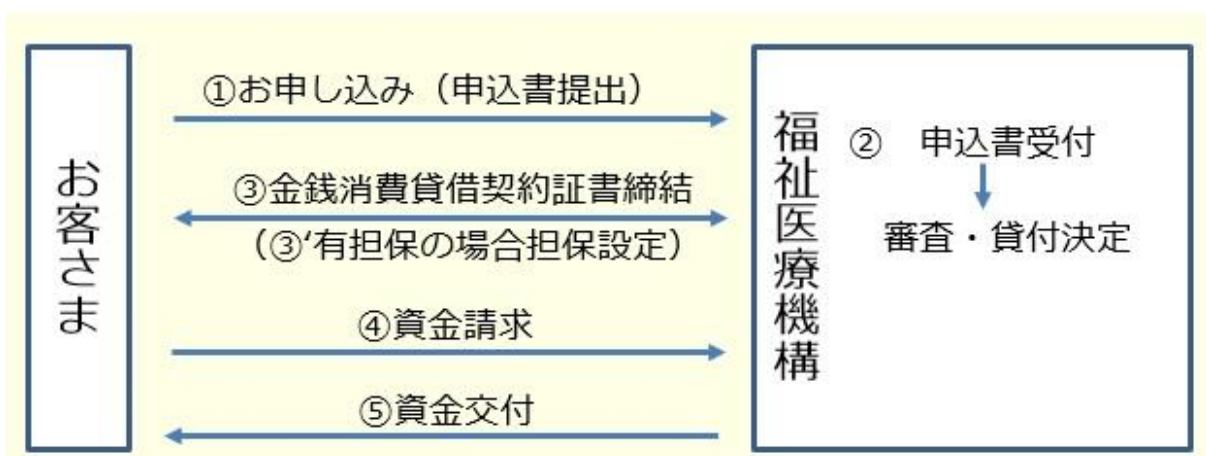 お客さま
①お申し込み（申込書提出）
③金銭消費貸借契約証書締結
（③‘有担保の場合担保設定）
④資金請求
⑤資金交付
福祉医療機構
②　申込書受付
審査・貸付決定